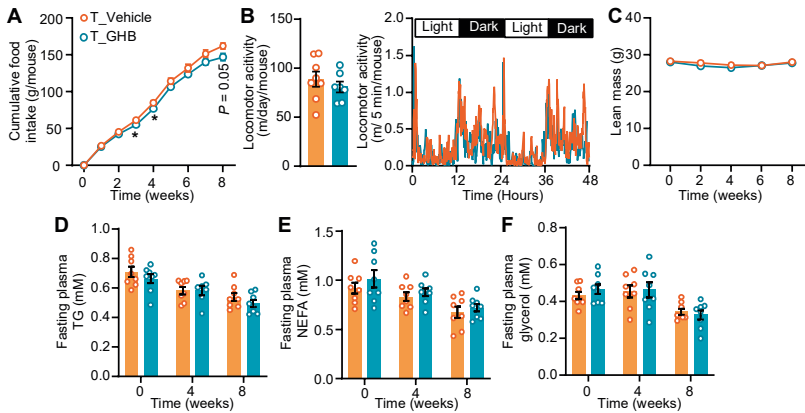 A
T_Vehicle
T_GHB
Cumulative food
intake (g/mouse)
200
150
100
50
0
*
*
P = 0.05
0 2 4 6 8
Time (weeks)
B
Locomotor acitivity
(m/day/mouse)
150
100
50
0
Locomotor acitivity
(m/ 5 min/mouse)
2.0
1.5
1.0
0.5
0.0
Light Dark Light Dark
0 12 24 36 48
Time (Hours)
C
Lean mass (g)
40
30
20
10
0
0 2 4 6 8
Time (weeks)
D
Fasting plasma
TG (mM)
1.0
0.8
0.6
0.4
0.2
0.0
0 4 8
Time (weeks)
E
Fasting plasma
NEFA (mM)
1.5
1.0
0.5
0.0
0 4 8
Time (weeks)
F
Fasting plasma
glycerol (mM)
0.8
0.6
0.4
0.2
0.0
0 4 8
Time (weeks)